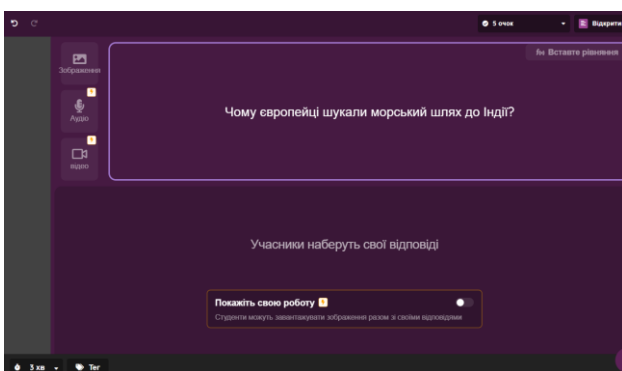 5 очок
Відкрити
fx Вставте рівняння
Зображення
Аудіо
відео
Чому європейці шукали морський шлях до Індії?
Учасники наберуть свої відповіді
Покажіть свою роботу
Студенти можуть завантажувати зображення разом зі своїми відповідями
3 хв
Тег